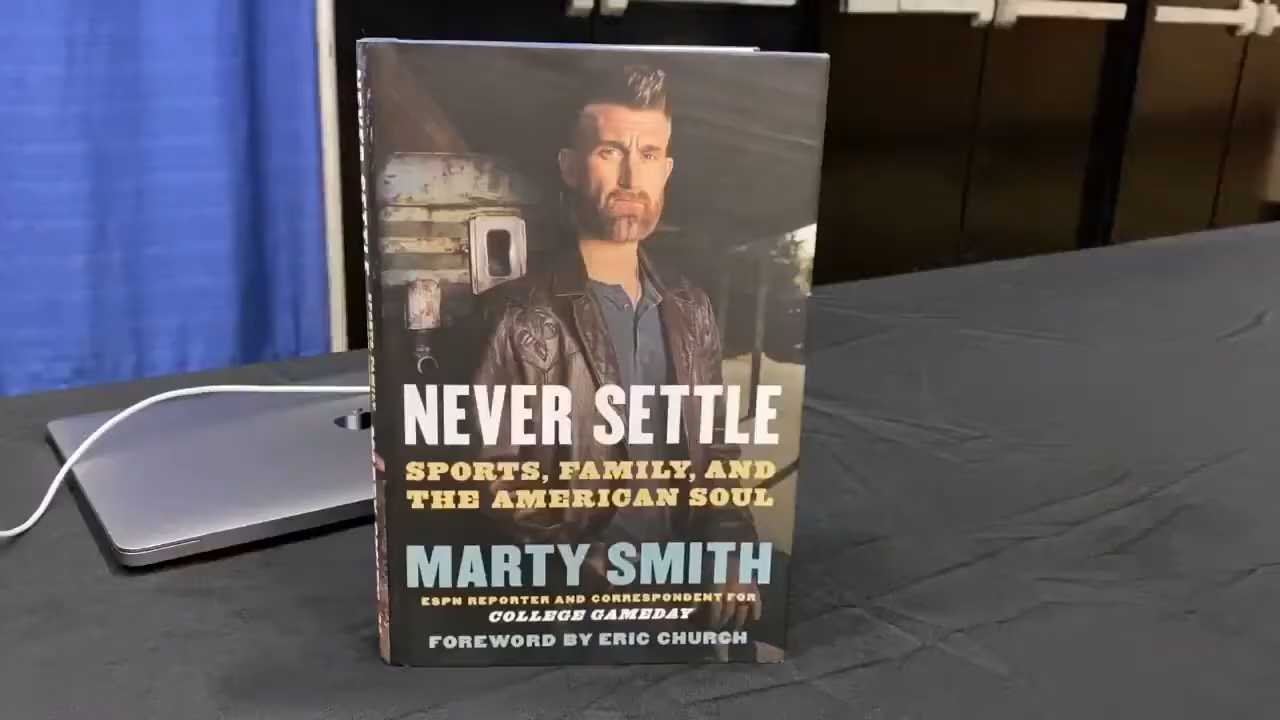 NEVER SETTLE
SPORTS, FAMILY, AND
THE AMERICAN SOUL
MARTY SMITH
ESPN REPORTER AND CORRESPONDENT FOR
COLLEGE GAMEDAY
FOREWORD BY ERIC CHURCH